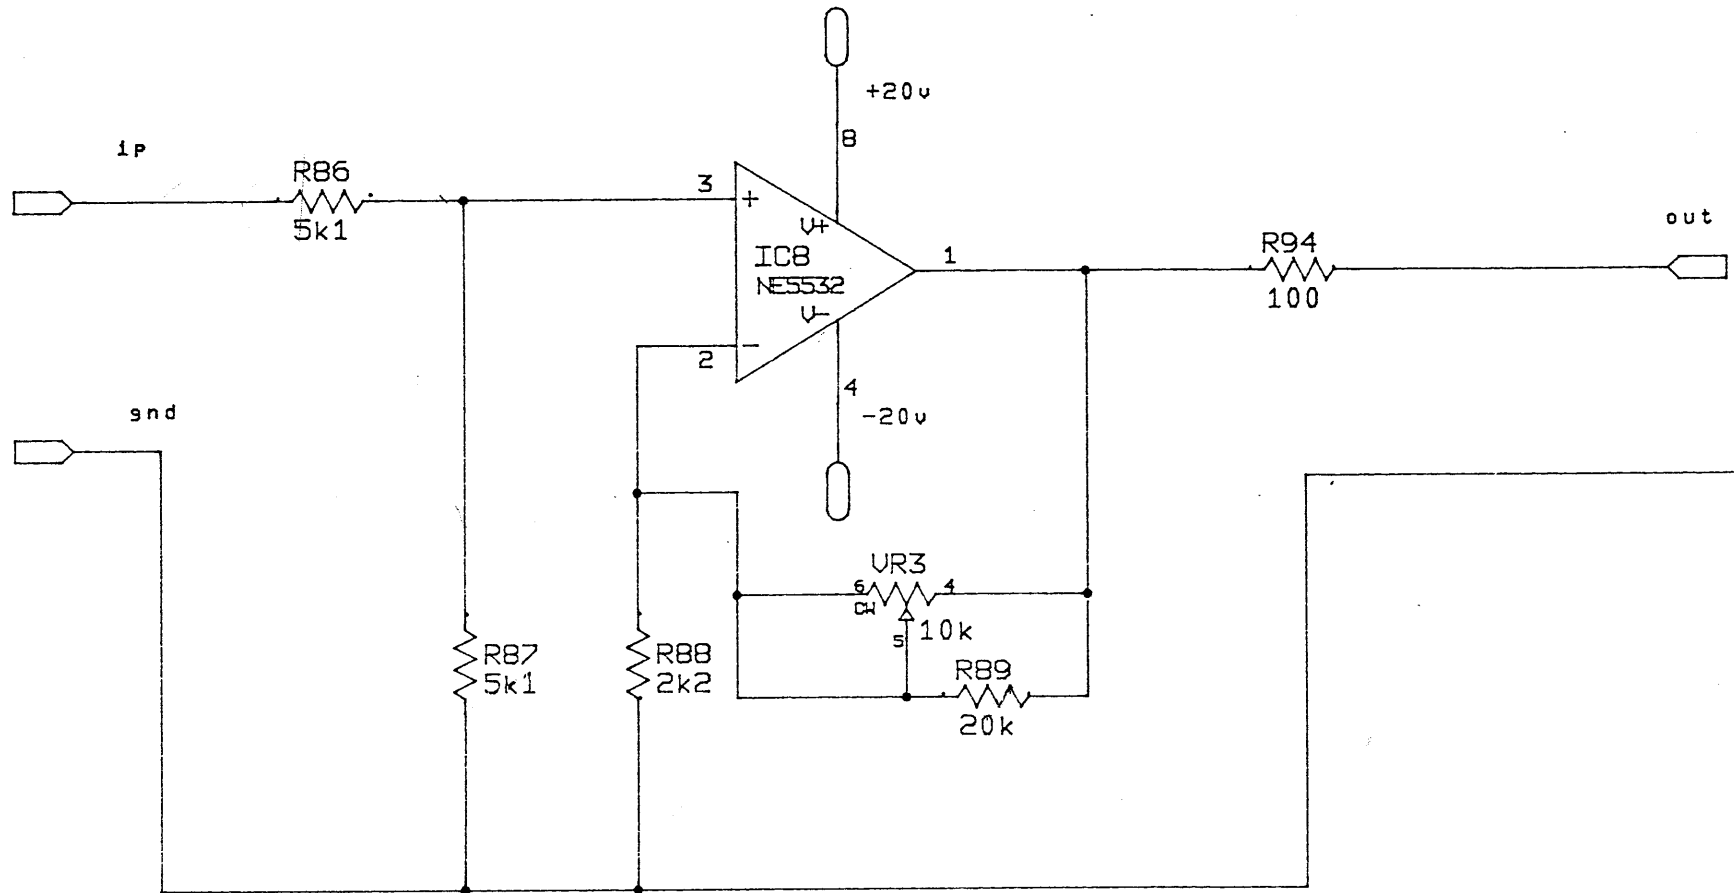 +20v
8
ip
R86
5k1
3
+
V+
IC8
NE5532
V-
1
out
R94
100
2
-
4
-20v
gnd
VR3
6
CW
4
5
10k
R87
5k1
R88
2k2
R89
20k